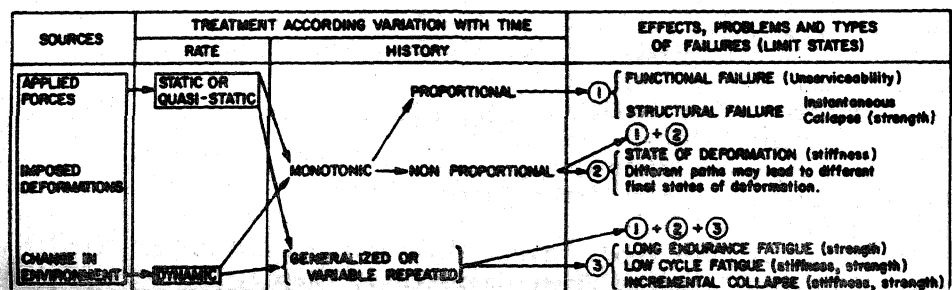 SOURCES
TREATMENT ACCORDING VARIATION WITH TIME
RATE
HISTORY
EFFECTS, PROBLEMS AND TYPES
OF FAILURES (LIMIT STATES)
APPLIED
FORCES
IMPOSED
DEFORMATIONS
CHANGE IN
ENVIRONMENT
STATIC OR
QUASI-STATIC
DYNAMIC
PROPORTIONAL
MONOTONIC
NON PROPORTIONAL
GENERALIZED OR
VARIABLE REPEATED
1
FUNCTIONAL FAILURE (Unserviceability)
STRUCTURAL FAILURE Instantaneous
Collapse (strength)
1 + 2
2
STATE OF DEFORMATION (stiffness)
Different paths may lead to different
final states of deformation.
1 + 2 + 3
3
LONG ENDURANCE FATIGUE (strength)
LOW CYCLE FATIGUE (stiffness, strength)
INCREMENTAL COLLAPSE (stiffness, strength)